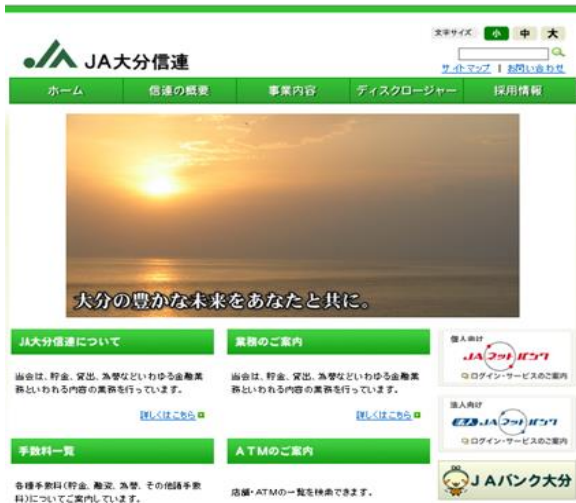 文字サイズ 小 中 大
JA大分信連
サイトマップ | お問い合わせ
ホーム 信連の概要 事業内容 ディスクロージャー 採用情報
大分の豊かな未来をあなたと共に。
JA大分信連について
当会は、貯金、貸出、為替などといわゆる金融業
務といわれる内容の業務を行っています。
詳しくはこちら
業務のご案内
当会は、貯金、貸出、為替などといわゆる金融業
務といわれる内容の業務を行っています。
詳しくはこちら
手数料一覧
各種手数料(貯金、融資、為替、その他諸手数
料)についてご案内しています。
ATMのご案内
店舗・ATMの一覧を検索できます。
個人向け
JAネットバンク
ログイン・サービスのご案内
法人向け
法人JAネットバンク
ログイン・サービスのご案内
JAバンク大分